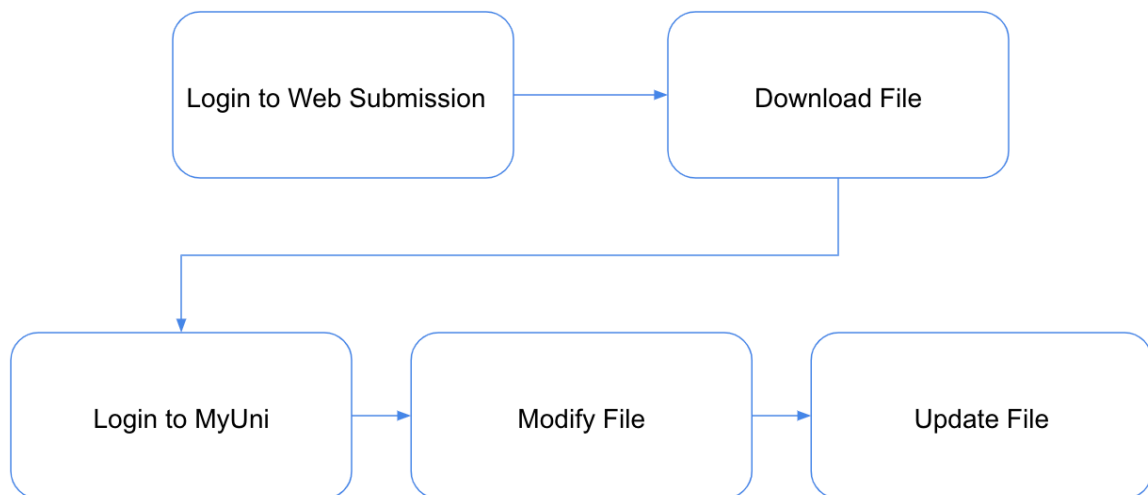 Login to Web Submission
Download File
Login to MyUni
Modify File
Update File